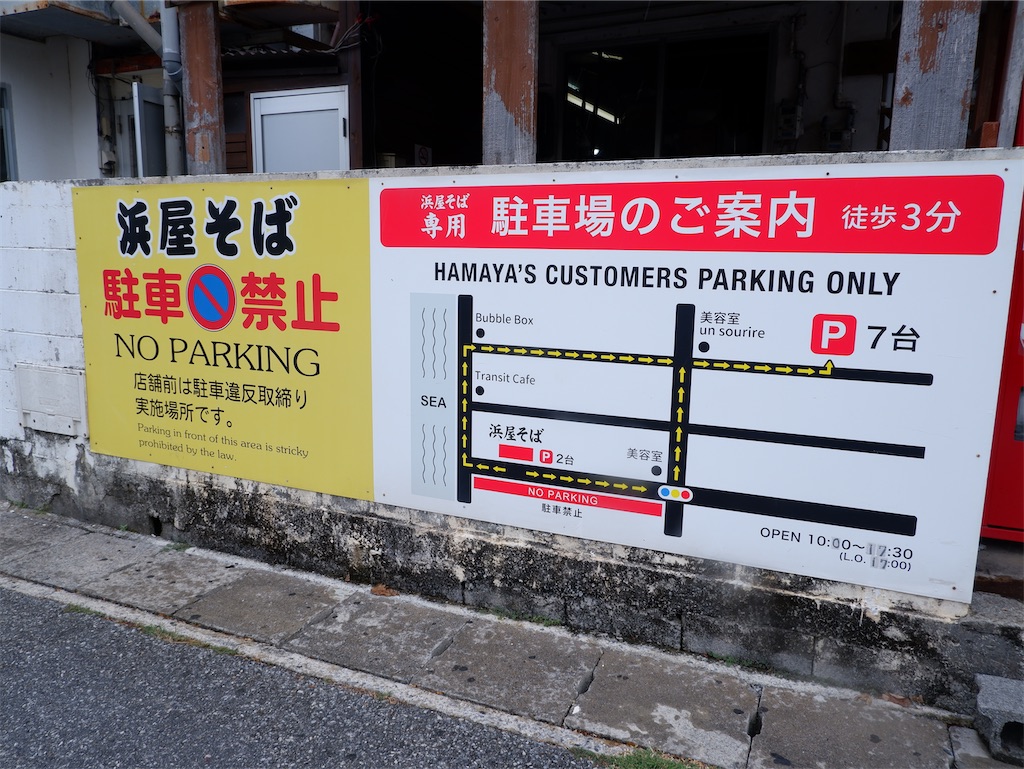 浜屋そば
駐車禁止
NO PARKING
店舗前は駐車違反取締り
実施場所です。
Parking in front of this area is stricky
prohibited by the law.
浜屋そば
専用
駐車場のご案内 徒歩3分
HAMAYA'S CUSTOMERS PARKING ONLY
Bubble Box
美容室
un sourire
P 7台
Transit Cafe
SEA
浜屋そば
P 2台
美容室
NO PARKING
駐車禁止
OPEN 10:00～17:30
(L.O. 17:00)